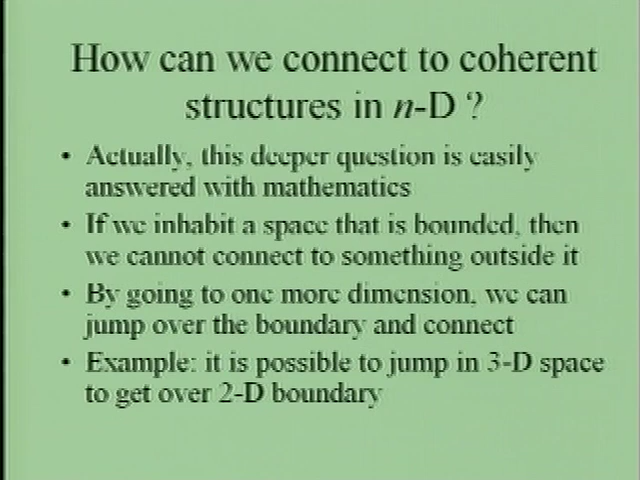 How can we connect to coherent
structures in n-D ?
• Actually, this deeper question is easily
answered with mathematics
• If we inhabit a space that is bounded, then
we cannot connect to something outside it
• By going to one more dimension, we can
jump over the boundary and connect
• Example: it is possible to jump in 3-D space
to get over 2-D boundary